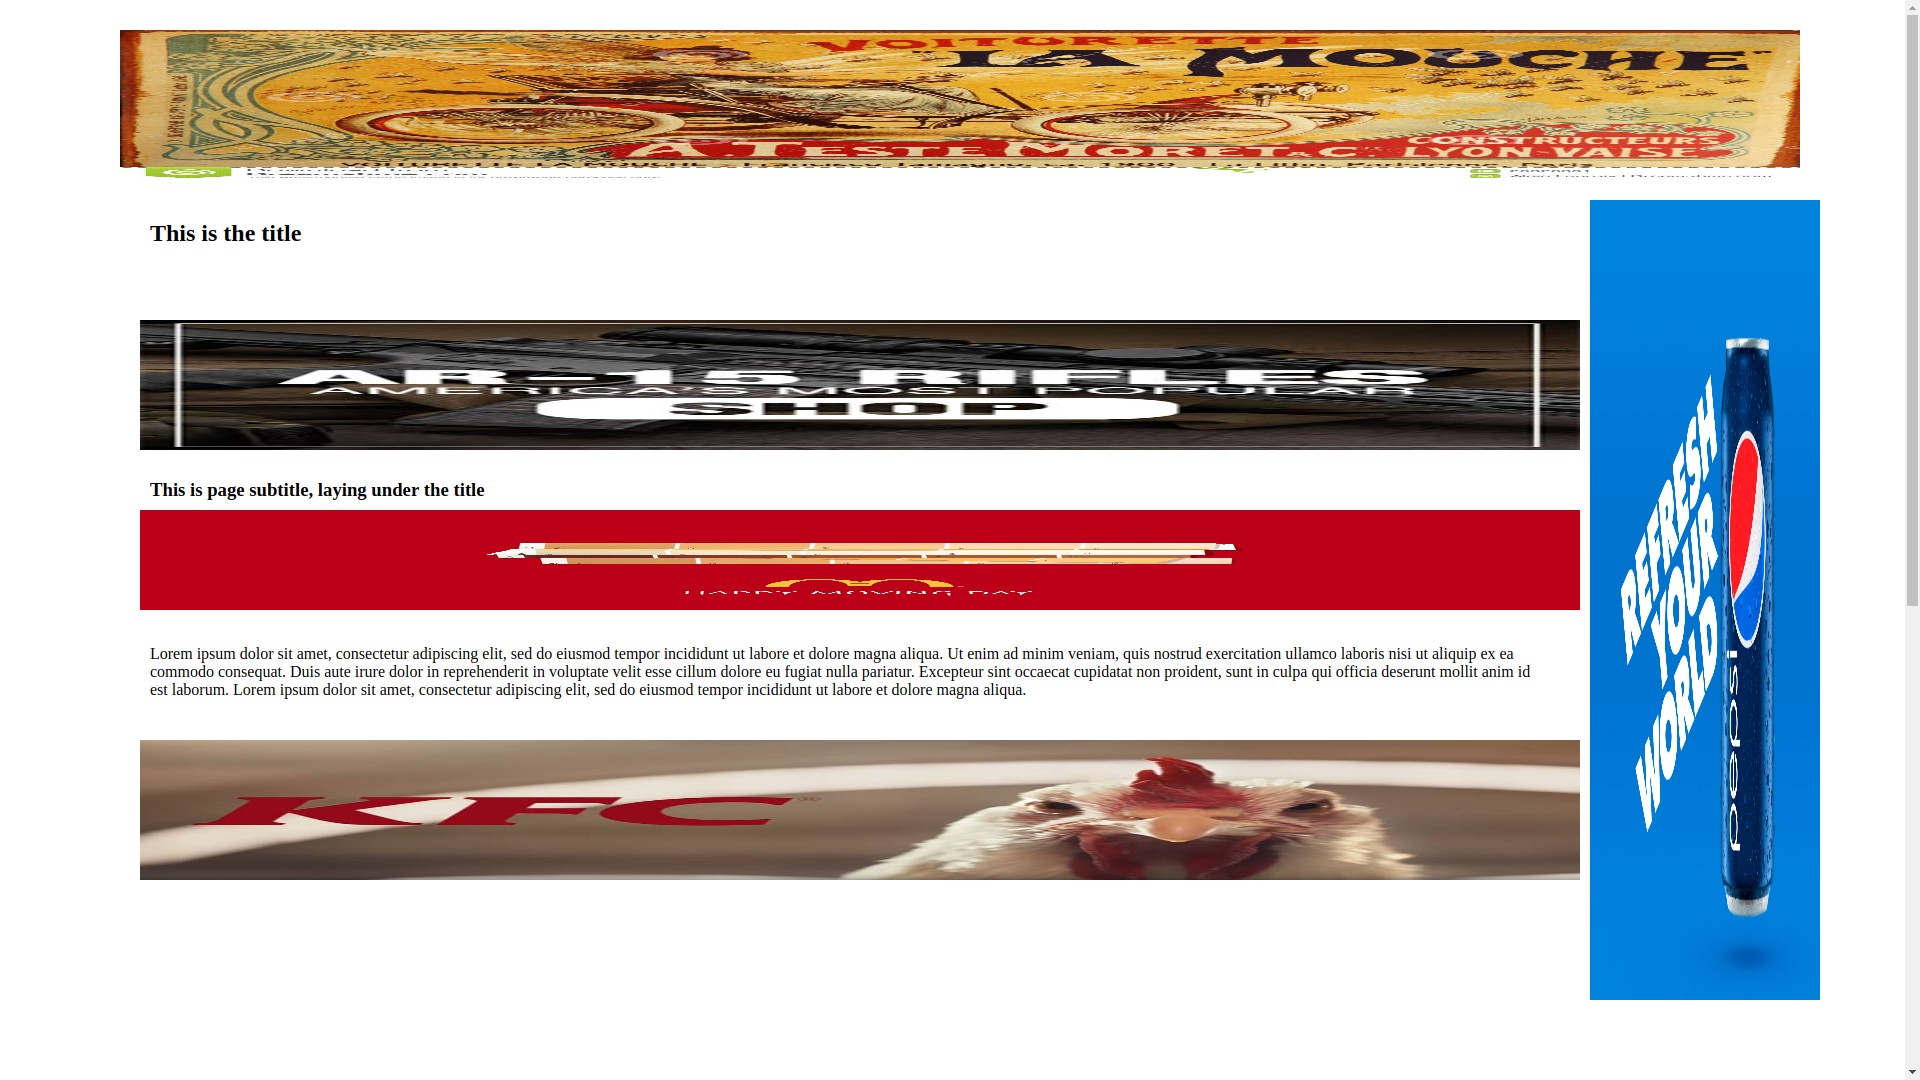 VOITURETTE
"LA MOUCHE"
CONSTRUCTEURS
A. TESTE MORET & C. LYON VAISE
This is the title
AR-15 RIFLES
AMERICA'S MOST POPULAR
SHOP
This is page subtitle, laying under the title
HAPPY MOVING DAY
Lorem ipsum dolor sit amet, consectetur adipiscing elit, sed do eiusmod tempor incididunt ut labore et dolore magna aliqua. Ut enim ad minim veniam, quis nostrud exercitation ullamco laboris nisi ut aliquip ex ea
commodo consequat. Duis aute irure dolor in reprehenderit in voluptate velit esse cillum dolore eu fugiat nulla pariatur. Excepteur sint occaecat cupidatat non proident, sunt in culpa qui officia deserunt mollit anim id
est laborum. Lorem ipsum dolor sit amet, consectetur adipiscing elit, sed do eiusmod tempor incididunt ut labore et dolore magna aliqua.
KFC®
REFRESH
YOUR
WORLD
pepsi